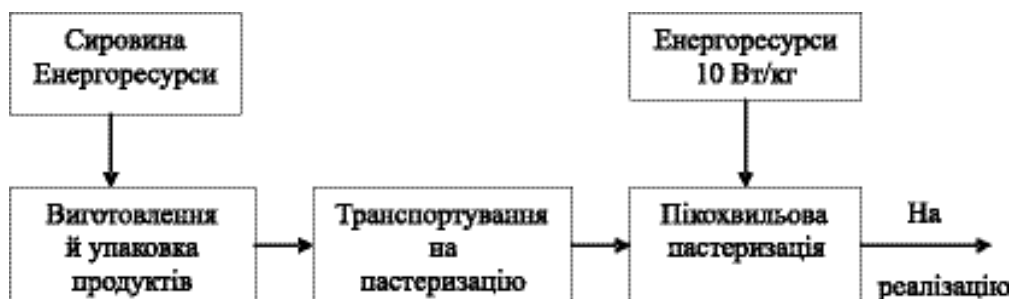 Сировина
Енергоресурси
Енергоресурси
10 Вт/кг
Виготовлення
й упаковка
продуктів
Транспортування
на
пастеризацію
Пікохвильова
пастеризація
На
реалізацію